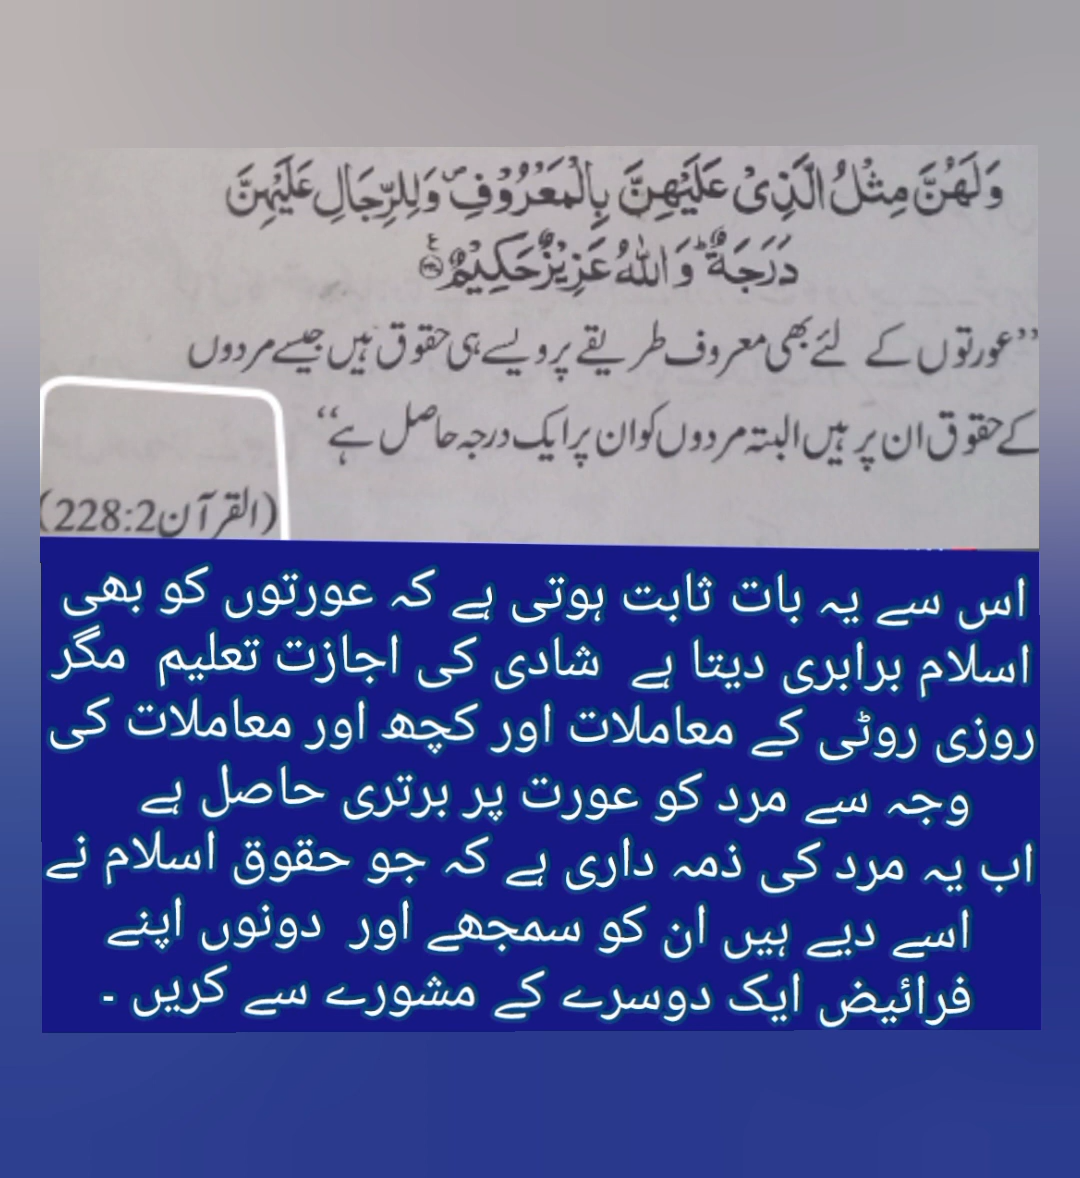 وَلَهُنَّ مِثْلُ الَّذِیْ عَلَیْهِنَّ بِالْمَعْرُوْفِ ۪ وَلِلرِّجَالِ عَلَیْهِنَّ
دَرَجَةٌ ؕ وَاللهُ عَزِیْزٌ حَكِیْمٌ ۠﴿۲۲۸﴾
’’عورتوں کے لئے بھی معروف طریقے پر ویسے ہی حقوق ہیں جیسے مردوں
کے حقوق ان پر ہیں البتہ مردوں کو ان پر ایک درجہ حاصل ہے‘‘
(القرآن 228:2)
اس سے یہ بات ثابت ہوتی ہے کہ عورتوں کو بھی
اسلام برابری دیتا ہے شادی کی اجازت تعلیم مگر
روزی روٹی کے معاملات اور کچھ اور معاملات کی
وجہ سے مرد کو عورت پر برتری حاصل ہے
اب یہ مرد کی ذمہ داری ہے کہ جو حقوق اسلام نے
اسے دیے ہیں ان کو سمجھے اور دونوں اپنے
فرائیض ایک دوسرے کے مشورے سے کریں ۔